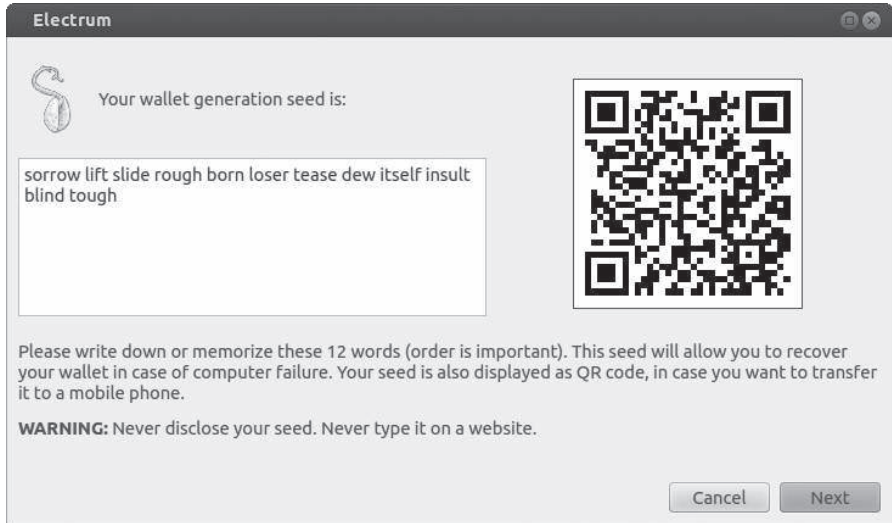 Electrum
Your wallet generation seed is:
sorrow lift slide rough born loser tease dew itself insult
blind tough
Please write down or memorize these 12 words (order is important). This seed will allow you to recover
your wallet in case of computer failure. Your seed is also displayed as QR code, in case you want to transfer
it to a mobile phone.
WARNING: Never disclose your seed. Never type it on a website.
Cancel Next